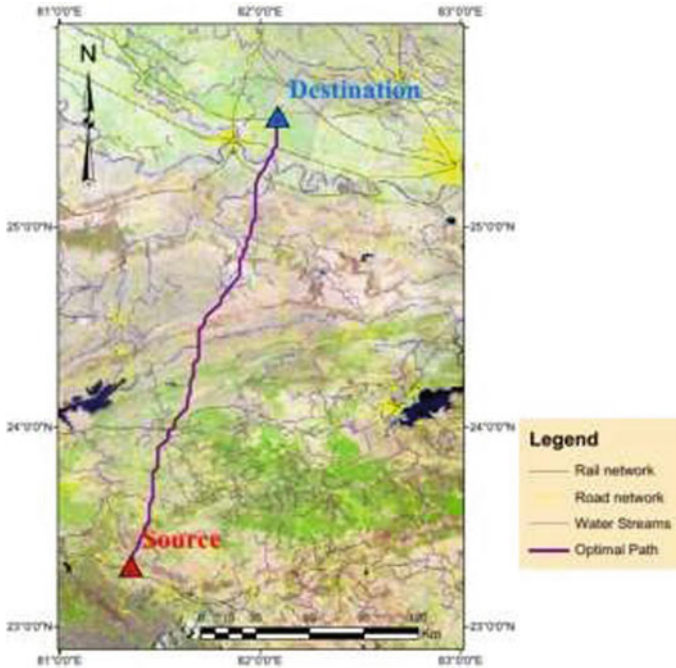 81°0'0"E 82°0'0"E 83°0'0"E
N
Destination
25°0'0"N 25°0'0"N
24°0'0"N 24°0'0"N
Legend
Rail network
Road network
Water Streams
Optimal Path
Source
Km
23°0'0"N 23°0'0"N
81°0'0"E 82°0'0"E 83°0'0"E